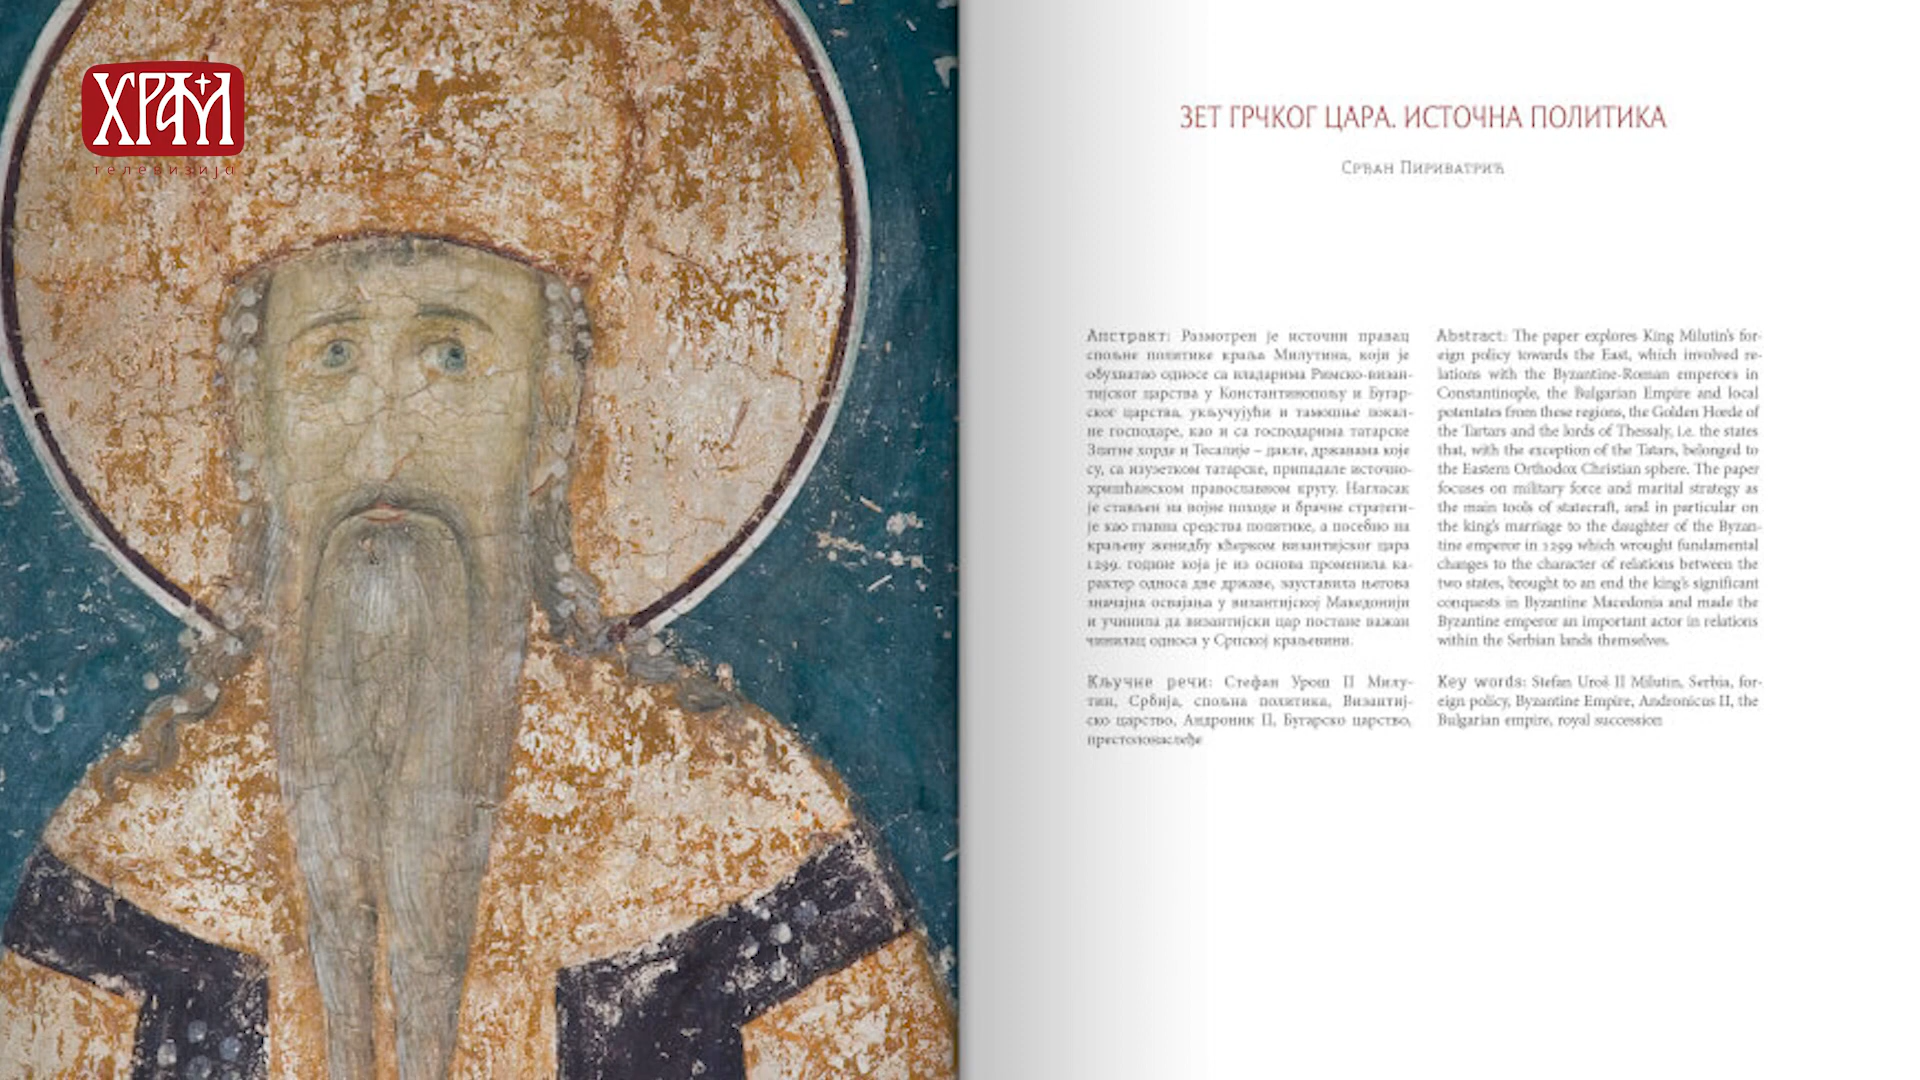 ХРАМ
телевизија
ЗЕТ ГРЧКОГ ЦАРА. ИСТОЧНА ПОЛИТИКА
Срђан Пириватрић
Апстракт: Размотрен је источни правац
спољне политике краља Милутина, који је
обухватао односе са владарима Римско-визан-
тијског царства у Константинопољу и Бугар-
ског царства, укључујући и тамошње локал-
не господаре, као и са господарима татарске
Златне хорде и Тесалије – дакле, државама које
су, са изузетком татарске, припадале источно-
хришћанском православном кругу. Нагласак
је стављен на војне походе и брачне стратеги-
је као главна средства политике, а посебно на
краљеву женидбу кћерком византијског цара
1299. године која је из основа променила ка-
рактер односа две државе, зауставила његова
значајна освајања у византијској Македонији
и учинила да византијски цар постане важан
чинилац односа у Српској краљевини.
Кључне речи: Стефан Урош II Милу-
тин, Србија, спољна политика, Византиј-
ско царство, Андроник II, Бугарско царство,
престолонаслеђе
Abstract: The paper explores King Milutin's for-
eign policy towards the East, which involved re-
lations with the Byzantine-Roman emperors in
Constantinople, the Bulgarian Empire and local
potentates from these regions, the Golden Horde of
the Tartars and the lords of Thessaly, i.e. the states
that, with the exception of the Tatars, belonged to
the Eastern Orthodox Christian sphere. The paper
focuses on military force and marital strategy as
the main tools of statecraft, and in particular on
the king's marriage to the daughter of the Byzan-
tine emperor in 1299 which wrought fundamental
changes to the character of relations between the
two states, brought to an end the king's significant
conquests in Byzantine Macedonia and made the
Byzantine emperor an important actor in relations
within the Serbian lands themselves.
Key words: Stefan Uroš II Milutin, Serbia, for-
eign policy, Byzantine Empire, Andronicus II, the
Bulgarian empire, royal succession